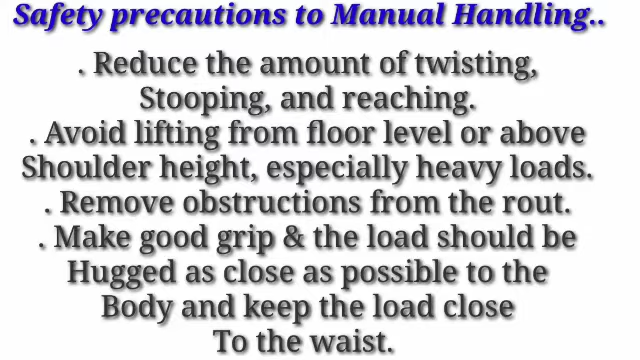 Safety precautions to Manual Handling..
. Reduce the amount of twisting,
Stooping, and reaching.
. Avoid lifting from floor level or above
Shoulder height, especially heavy loads.
. Remove obstructions from the rout.
. Make good grip & the load should be
Hugged as close as possible to the
Body and keep the load close
To the waist.